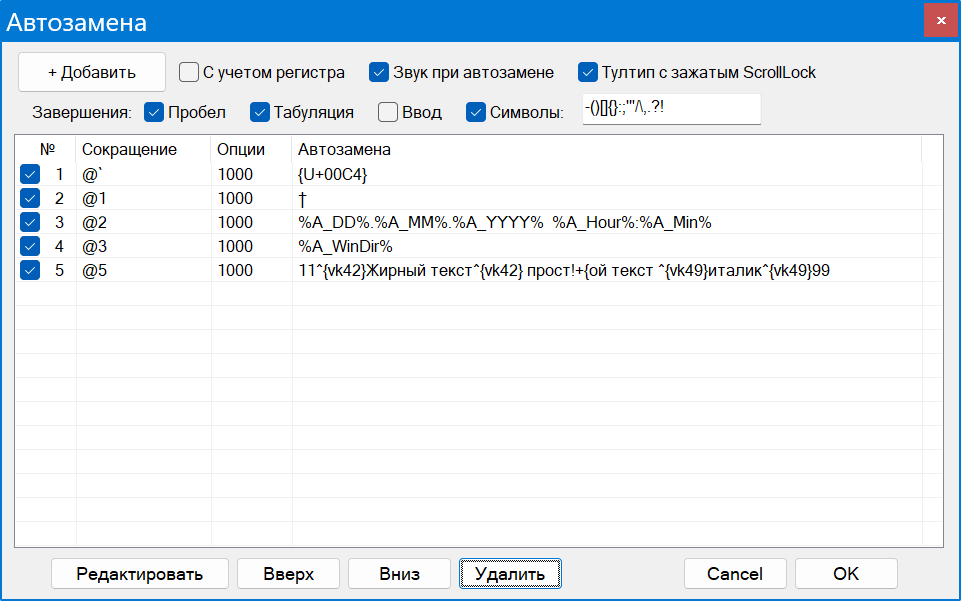 Автозамена
+ Добавить С учетом регистра Звук при автозамене Тултип с зажатым ScrollLock
Завершения: Пробел Табуляция Ввод Символы: -()[]{}:;'"/\,.?!
№ Сокращение Опции Автозамена
1 @` 1000 {U+00C4}
2 @1 1000 †
3 @2 1000 %A_DD%.%A_MM%.%A_YYYY%  %A_Hour%:%A_Min%
4 @3 1000 %A_WinDir%
5 @5 1000 11^{vk42}Жирный текст^{vk42} прост!+{ой текст ^{vk49}италик^{vk49}99
Редактировать Вверх Вниз Удалить Cancel OK